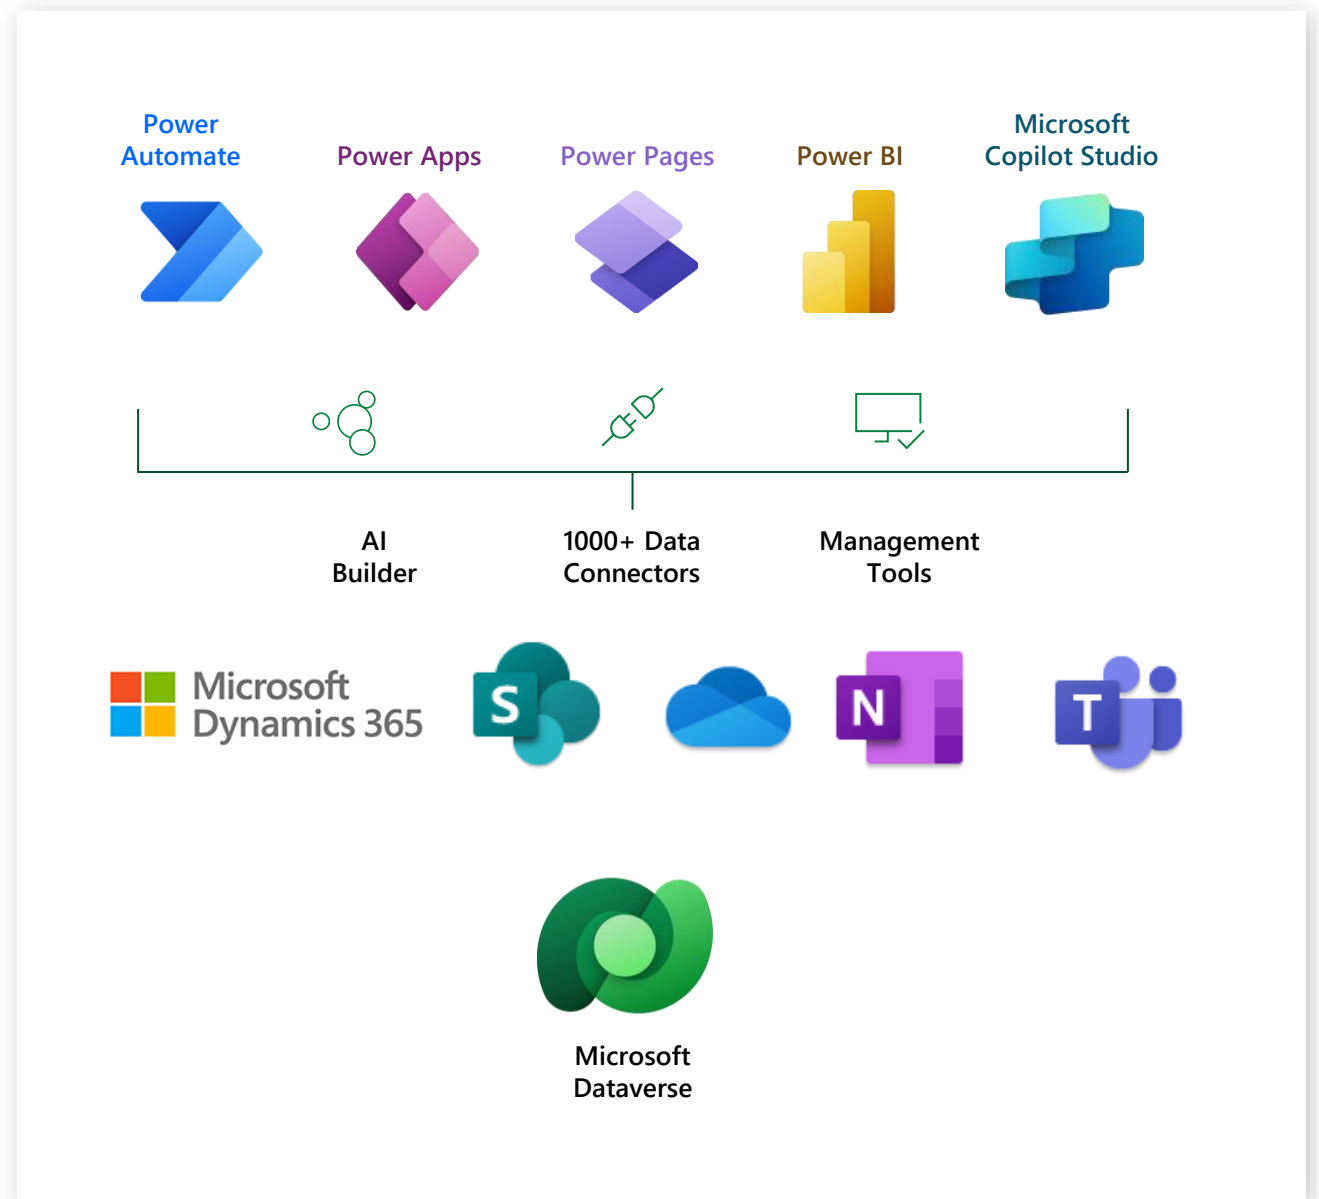 Power
Automate
Power Apps
Power Pages
Power BI
Microsoft
Copilot Studio
AI
Builder
1000+ Data
Connectors
Management
Tools
Microsoft
Dynamics 365
S
N
T
Microsoft
Dataverse